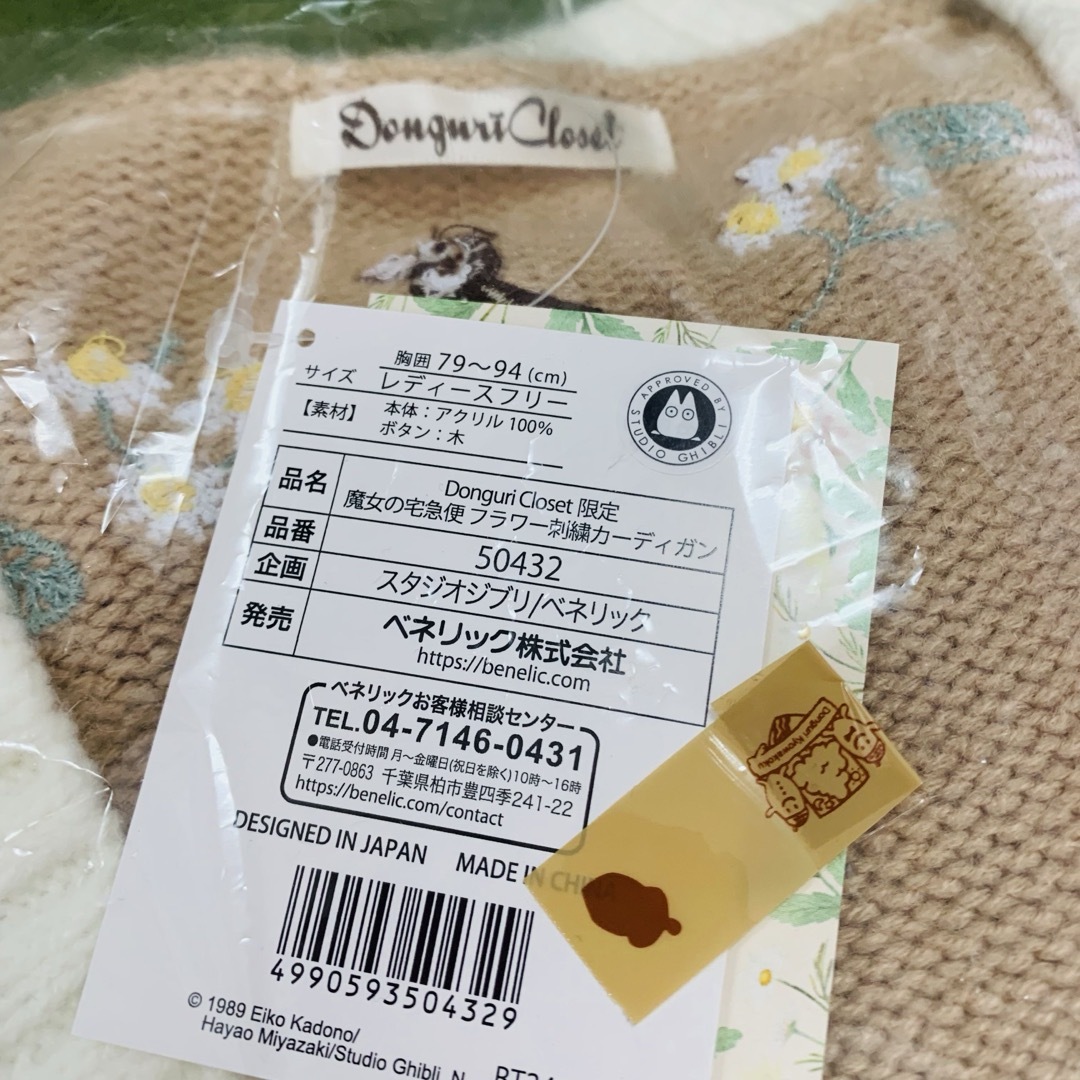 Donguri Closet
胸囲 79～94 (cm)
サイズ レディースフリー
【素材】 本体：アクリル 100%
ボタン：木
APPROVED BY STUDIO GHIBLI
品名 Donguri Closet 限定
魔女の宅急便 フラワー刺繍カーディガン
品番 50432
企画 スタジオジブリ/ベネリック
発売 ベネリック株式会社
https://benelic.com
ベネリックお客様相談センター
TEL.04-7146-0431
●電話受付時間 月～金曜日(祝日を除く)10時～16時
〒277-0863 千葉県柏市豊四季241-22
https://benelic.com/contact
DESIGNED IN JAPAN MADE IN CHINA
4990593504329
© 1989 Eiko Kadono/
Hayao Miyazaki/Studio Ghibli, N
Donguri Kyowakoku